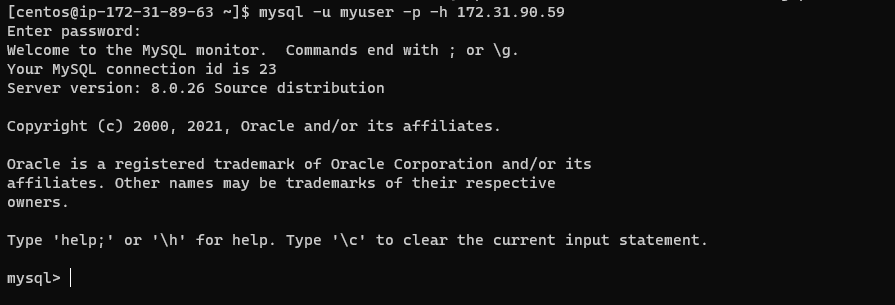 [centos@ip-172-31-89-63 ~]$ mysql -u myuser -p -h 172.31.90.59
Enter password:
Welcome to the MySQL monitor.  Commands end with ; or \g.
Your MySQL connection id is 23
Server version: 8.0.26 Source distribution

Copyright (c) 2000, 2021, Oracle and/or its affiliates.

Oracle is a registered trademark of Oracle Corporation and/or its
affiliates. Other names may be trademarks of their respective
owners.

Type 'help;' or '\h' for help. Type '\c' to clear the current input statement.

mysql>